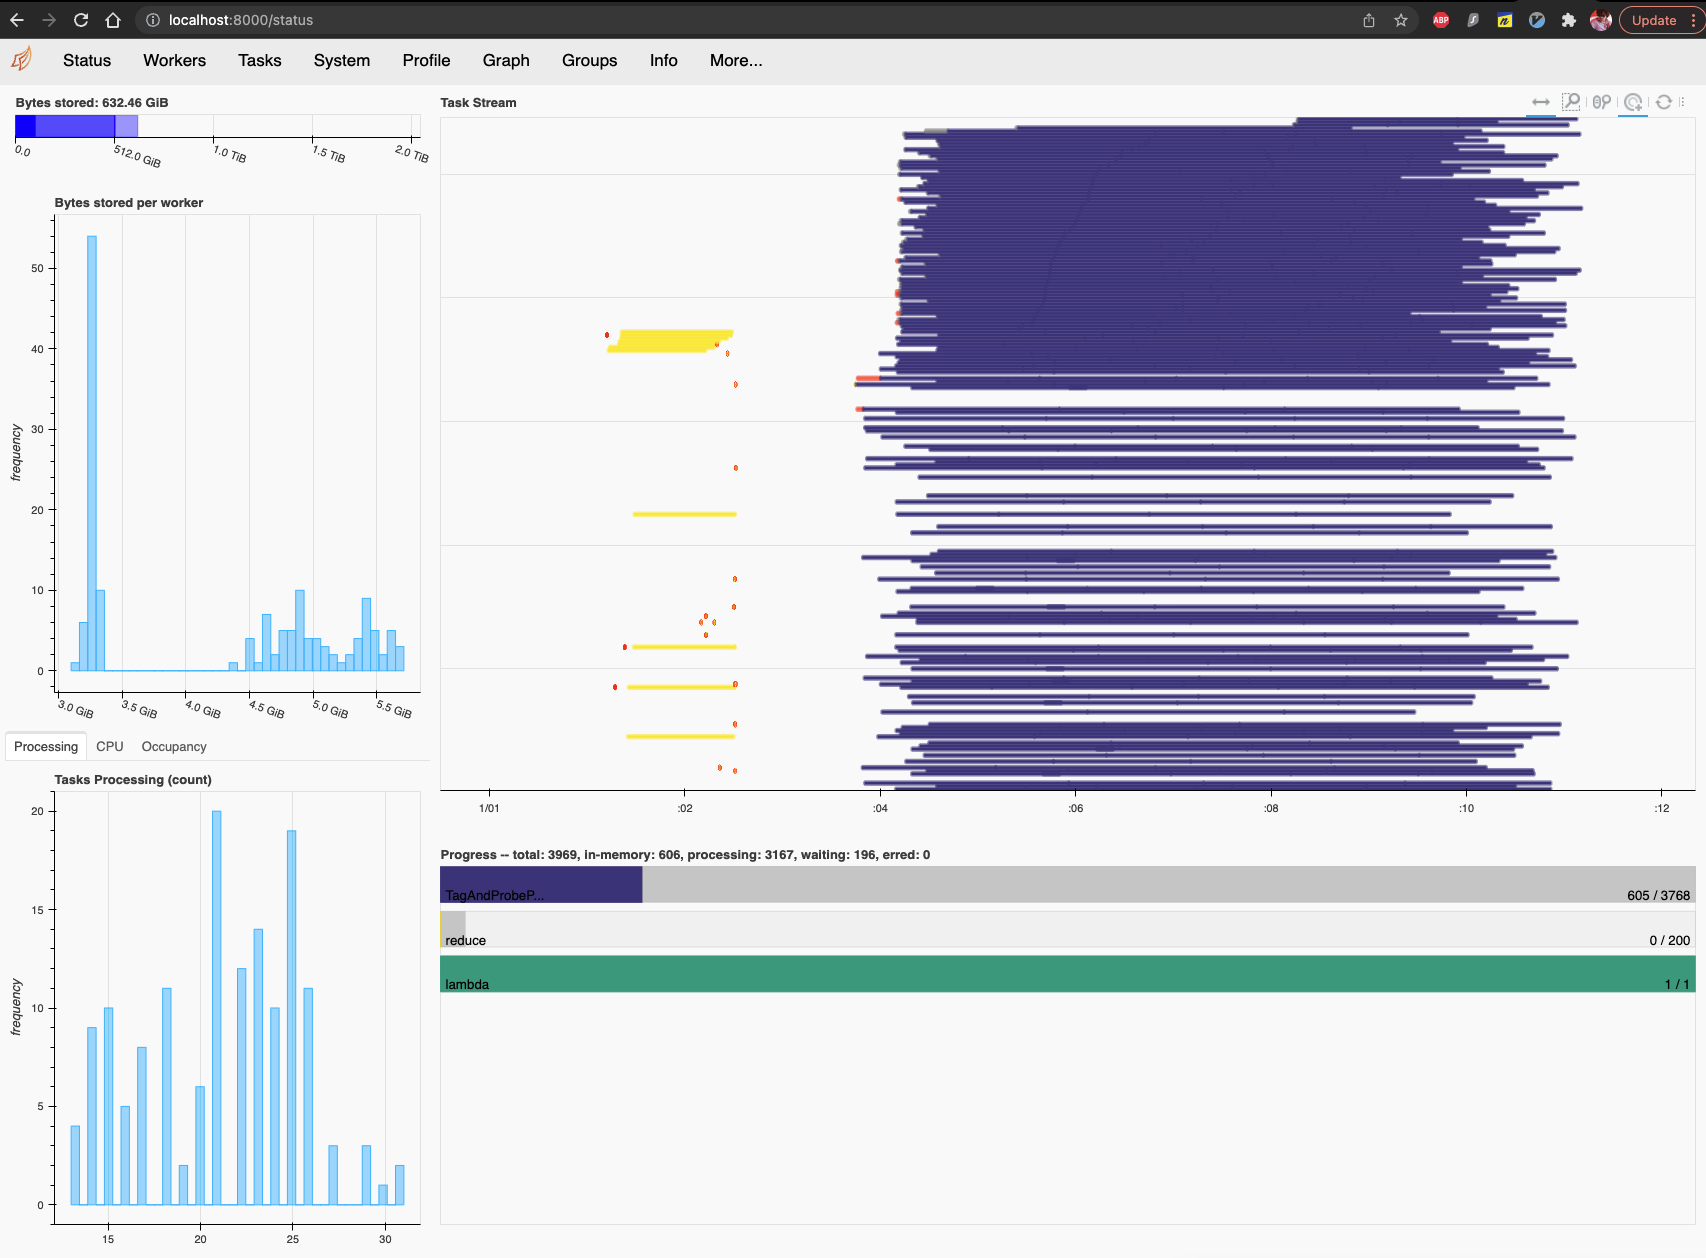 localhost:8000/status
ABP
Update
Status Workers Tasks System Profile Graph Groups Info More...
Bytes stored: 632.46 GiB
0.0 512.0 GiB 1.0 TiB 1.5 TiB 2.0 TiB
Bytes stored per worker
50
40
30
20
10
0
frequency
3.0 GiB 3.5 GiB 4.0 GiB 4.5 GiB 5.0 GiB 5.5 GiB
Processing CPU Occupancy
Tasks Processing (count)
20
15
10
5
0
frequency
15 20 25 30
Task Stream
1/01 :02 :04 :06 :08 :10 :12
Progress -- total: 3969, in-memory: 606, processing: 3167, waiting: 196, erred: 0
TagAndProbeP... 605 / 3768
reduce 0 / 200
lambda 1 / 1